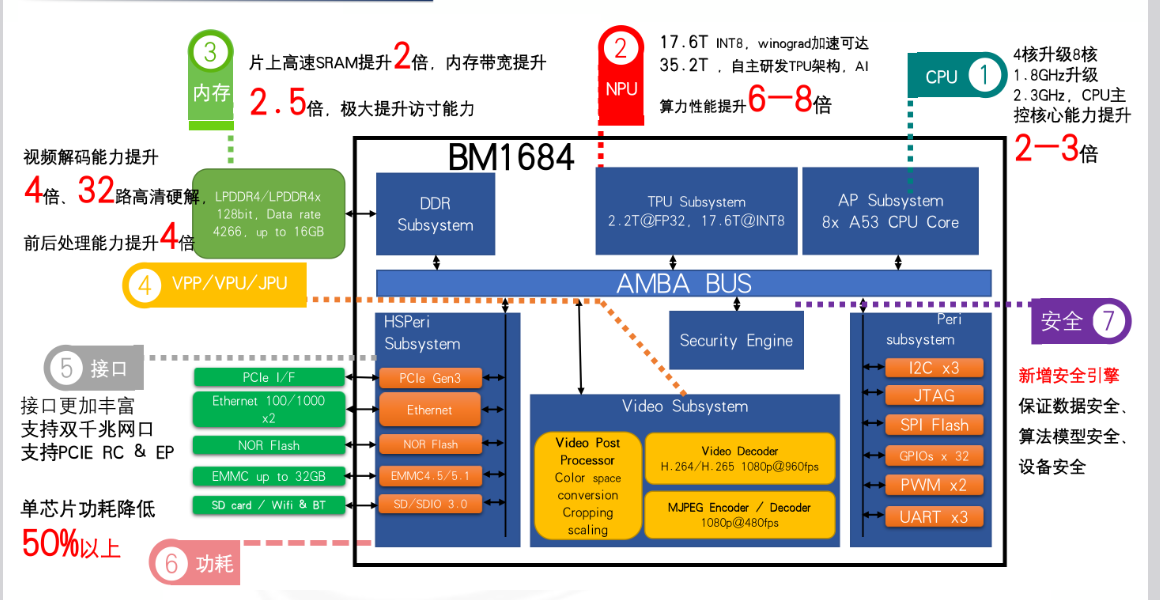 3
内存
片上高速SRAM提升2倍，内存带宽提升
2.5倍，极大提升访寸能力
2
NPU
17.6T INT8，winograd加速可达
35.2T ，自主研发TPU架构，AI
算力性能提升6—8倍
CPU 1
4核升级8核
1.8GHz升级
2.3GHz，CPU主
控核心能力提升
2—3倍
视频解码能力提升
4倍、32路高清硬解，
前后处理能力提升4倍
4 VPP/VPU/JPU
LPDDR4/LPDDR4x
128bit, Data rate
4266, up to 16GB
BM1684
DDR
Subsystem
TPU Subsystem
2.2T@FP32, 17.6T@INT8
AP Subsystem
8x A53 CPU Core
AMBA BUS
HSPeri
Subsystem
Security Engine
Peri
subsystem
安全 7
新增安全引擎
保证数据安全、
算法模型安全、
设备安全
5 接口
接口更加丰富
支持双千兆网口
支持PCIE RC & EP
PCIe I/F
Ethernet 100/1000
x2
NOR Flash
EMMC up to 32GB
SD card / Wifi & BT
PCIe Gen3
Ethernet
NOR Flash
EMMC4.5/5.1
SD/SDIO 3.0
Video Subsystem
Video Post
Processor
Color space
conversion
Cropping
scaling
Video Decoder
H.264/H.265 1080p@960fps
MJPEG Encoder / Decoder
1080p@480fps
I2C x3
JTAG
SPI Flash
GPIOs x 32
PWM x2
UART x3
单芯片功耗降低
50%以上
6 功耗